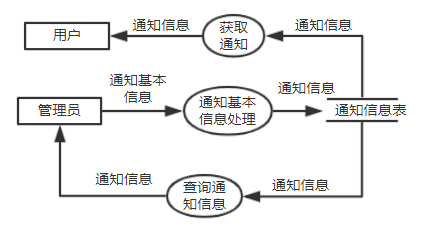 通知信息
获取
通知
通知信息
用户
通知基本
信息
通知信息
管理员
通知基本
信息处理
通知信息表
通知信息
查询通
知信息
通知信息